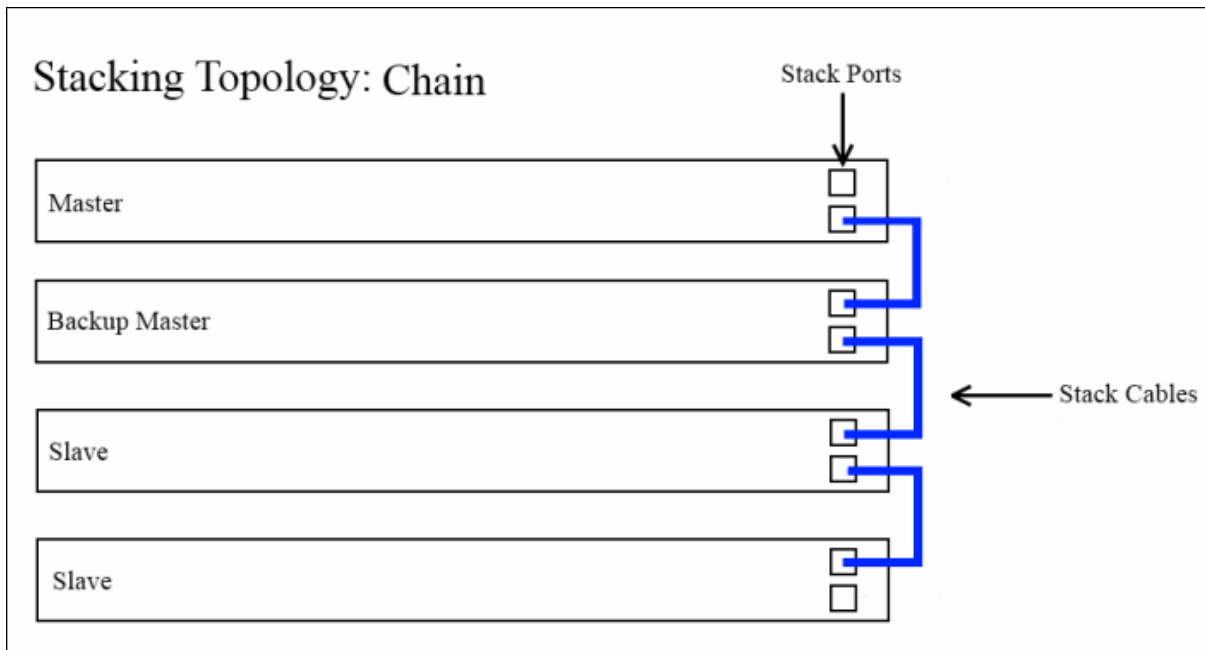 Stacking Topology: Chain
Stack Ports
Master
Backup Master
Stack Cables
Slave
Slave